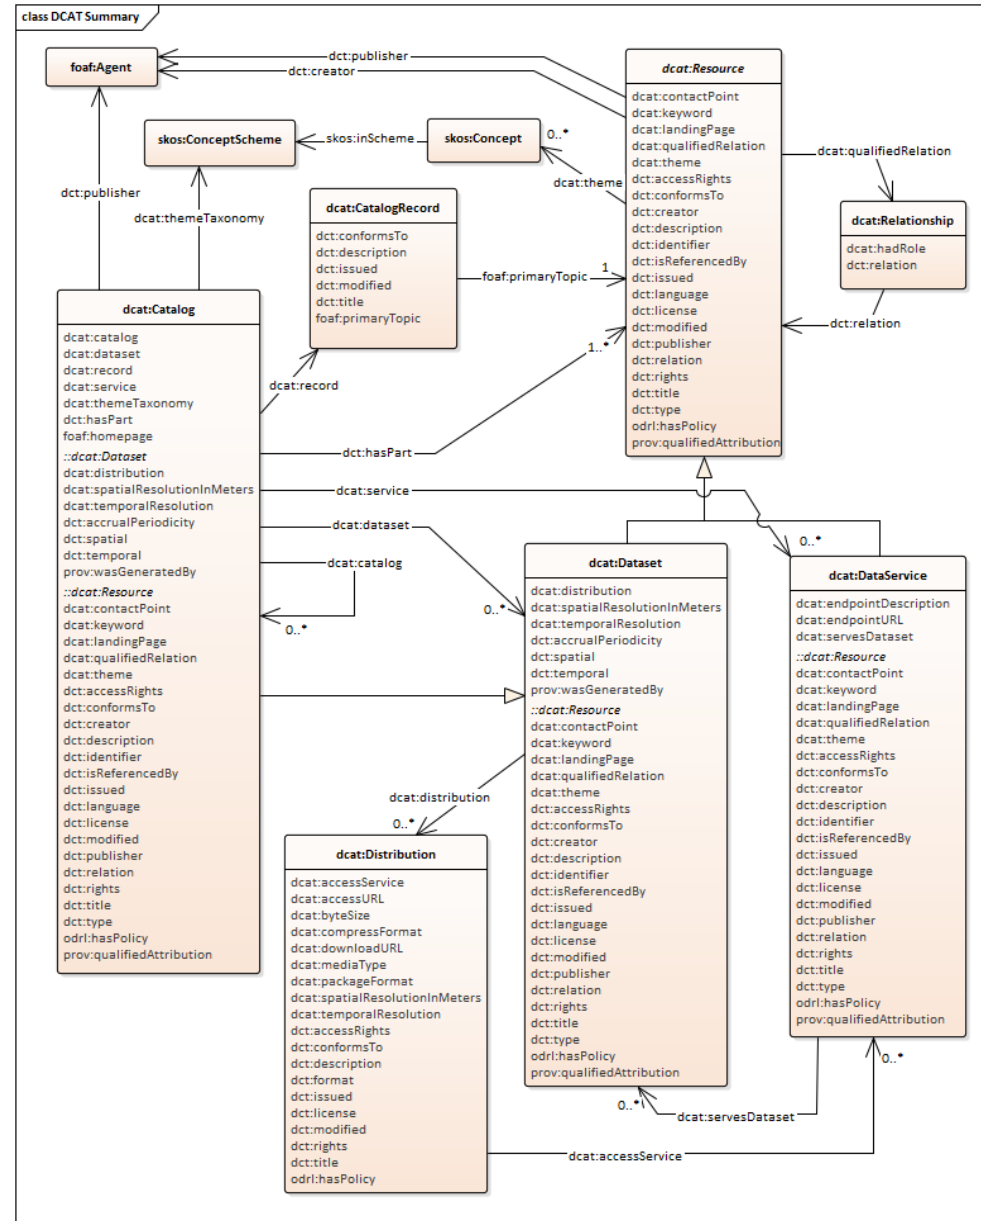 class DCAT Summary
foaf:Agent
dct:publisher
dct:creator
skos:ConceptScheme
skos:inScheme
skos:Concept
0..*
dcat:theme
dct:publisher
dcat:themeTaxonomy
dcat:Resource
dcat:contactPoint
dcat:keyword
dcat:landingPage
dcat:qualifiedRelation
dcat:theme
dct:accessRights
dct:conformsTo
dct:creator
dct:description
dct:identifier
dct:isReferencedBy
dct:issued
dct:language
dct:license
dct:modified
dct:publisher
dct:relation
dct:rights
dct:title
dct:type
odrl:hasPolicy
prov:qualifiedAttribution
dcat:qualifiedRelation
dcat:Relationship
dcat:hadRole
dct:relation
dct:relation
dcat:CatalogRecord
dct:conformsTo
dct:description
dct:issued
dct:modified
dct:title
foaf:primaryTopic
foaf:primaryTopic
1
1..*
dcat:record
dct:hasPart
dcat:service
0..*
dcat:dataset
0..*
dcat:catalog
0..*
dcat:Catalog
dcat:catalog
dcat:dataset
dcat:record
dcat:service
dcat:themeTaxonomy
dct:hasPart
foaf:homepage
::dcat:Dataset
dcat:distribution
dcat:spatialResolutionInMeters
dcat:temporalResolution
dct:accrualPeriodicity
dct:spatial
dct:temporal
prov:wasGeneratedBy
::dcat:Resource
dcat:contactPoint
dcat:keyword
dcat:landingPage
dcat:qualifiedRelation
dcat:theme
dct:accessRights
dct:conformsTo
dct:creator
dct:description
dct:identifier
dct:isReferencedBy
dct:issued
dct:language
dct:license
dct:modified
dct:publisher
dct:relation
dct:rights
dct:title
dct:type
odrl:hasPolicy
prov:qualifiedAttribution
dcat:Dataset
dcat:distribution
dcat:spatialResolutionInMeters
dcat:temporalResolution
dct:accrualPeriodicity
dct:spatial
dct:temporal
prov:wasGeneratedBy
::dcat:Resource
dcat:contactPoint
dcat:keyword
dcat:landingPage
dcat:qualifiedRelation
dcat:theme
dct:accessRights
dct:conformsTo
dct:creator
dct:description
dct:identifier
dct:isReferencedBy
dct:issued
dct:language
dct:license
dct:modified
dct:publisher
dct:relation
dct:rights
dct:title
dct:type
odrl:hasPolicy
prov:qualifiedAttribution
dcat:DataService
dcat:endpointDescription
dcat:endpointURL
dcat:servesDataset
::dcat:Resource
dcat:contactPoint
dcat:keyword
dcat:landingPage
dcat:qualifiedRelation
dcat:theme
dct:accessRights
dct:conformsTo
dct:creator
dct:description
dct:identifier
dct:isReferencedBy
dct:issued
dct:language
dct:license
dct:modified
dct:publisher
dct:relation
dct:rights
dct:title
dct:type
odrl:hasPolicy
prov:qualifiedAttribution
dcat:distribution
0..*
dcat:Distribution
dcat:accessService
dcat:accessURL
dcat:byteSize
dcat:compressFormat
dcat:downloadURL
dcat:mediaType
dcat:packageFormat
dcat:spatialResolutionInMeters
dcat:temporalResolution
dct:accessRights
dct:conformsTo
dct:description
dct:format
dct:issued
dct:license
dct:modified
dct:rights
dct:title
odrl:hasPolicy
0..*
0..*
dcat:servesDataset
dcat:accessService